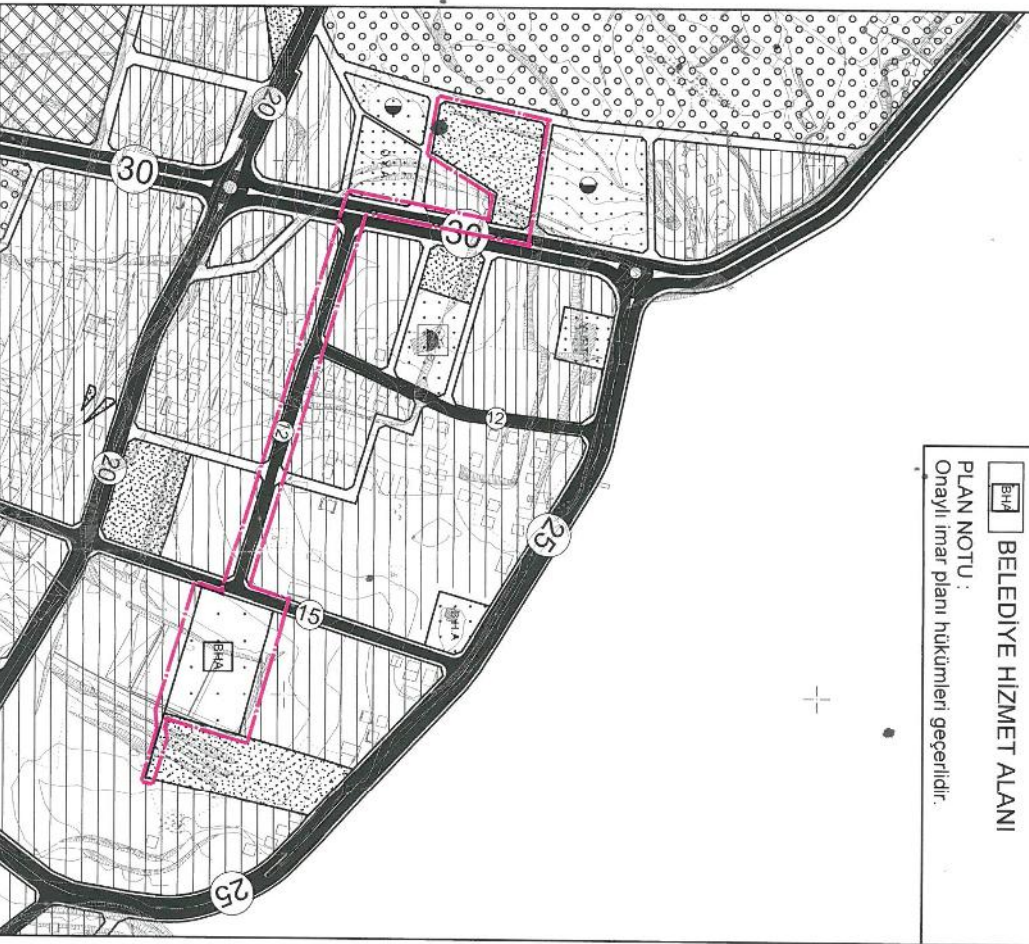 BHA BELEDİYE HİZMET ALANI
PLAN NOTU :
Onaylı imar planı hükümleri geçerlidir.
20
30
30
12
12
25
20
15
BHA
25